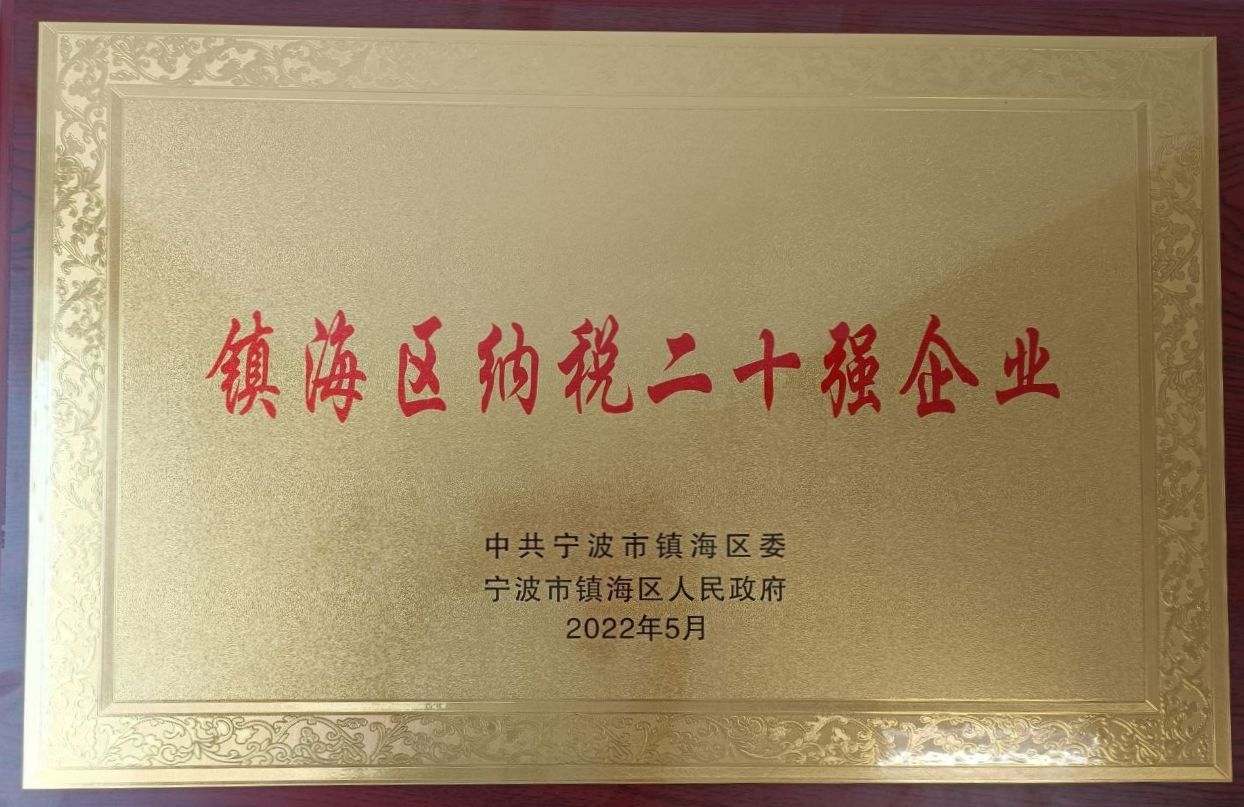 镇海区纳税二十强企业
中共宁波市镇海区委
宁波市镇海区人民政府
2022年5月